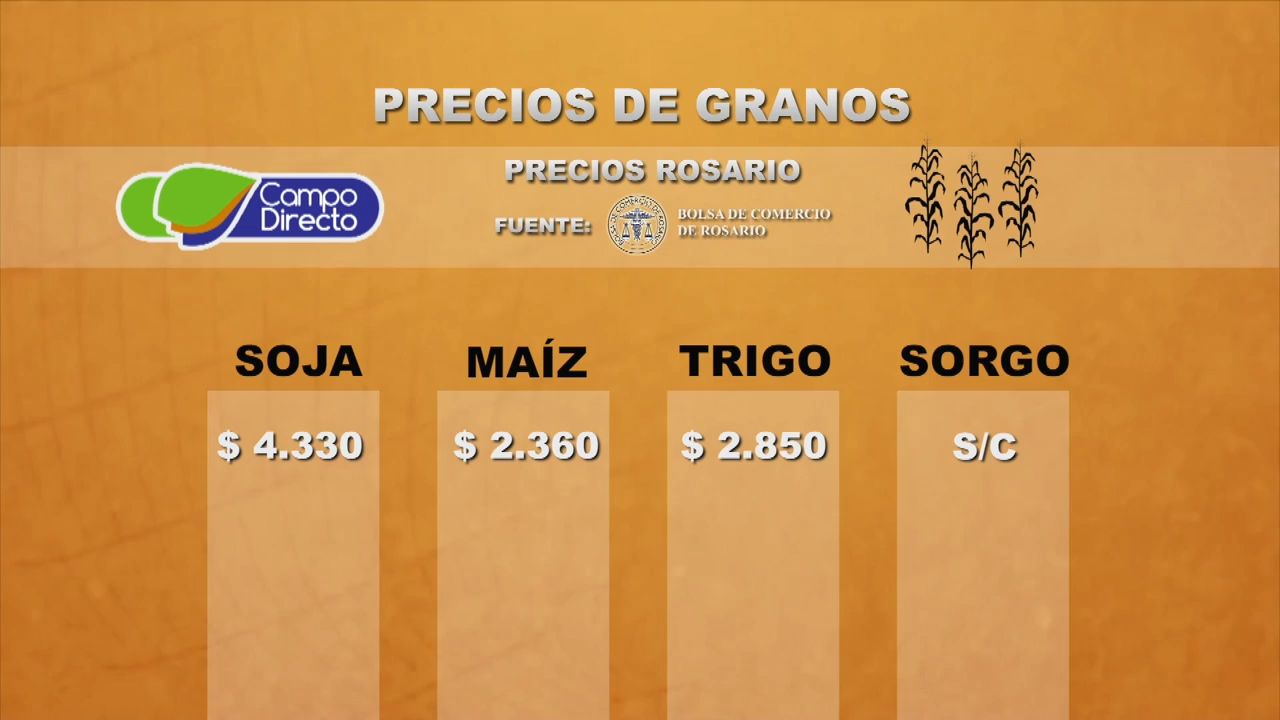 PRECIOS DE GRANOS
PRECIOS ROSARIO
Campo
Directo
FUENTE:
BOLSA DE COMERCIO
DE ROSARIO
SOJA MAÍZ TRIGO SORGO
$ 4.330 $ 2.360 $ 2.850 S/C